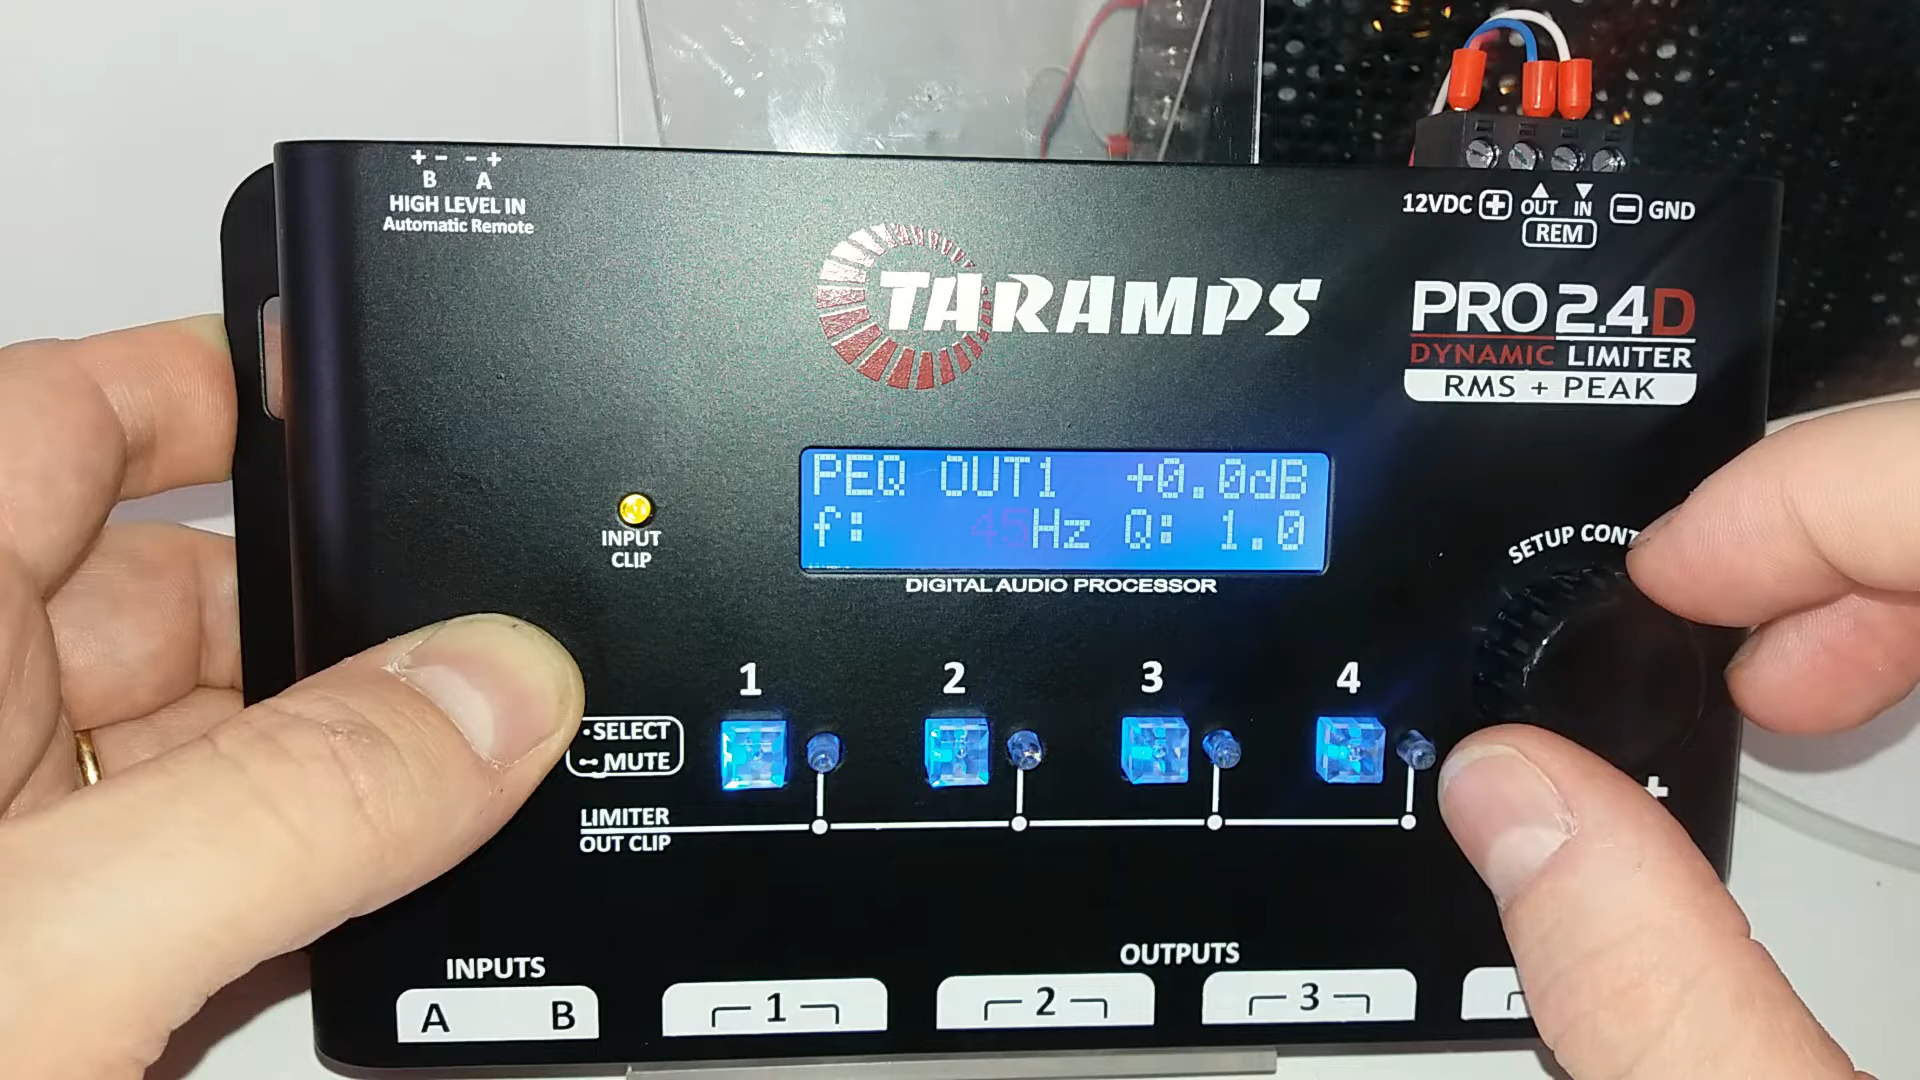 + - - +
B A
HIGH LEVEL IN
Automatic Remote
12VDC + OUT IN - GND
REM
TARAMPS
PRO 2.4D
DYNAMIC LIMITER
RMS + PEAK
PEQ OUT1 +0.0dB
f: 45Hz Q: 1.0
DIGITAL AUDIO PROCESSOR
INPUT
CLIP
SETUP
1 2 3 4
SELECT
MUTE
+
LIMITER
OUT CLIP
INPUTS
A B
OUTPUTS
1 2 3